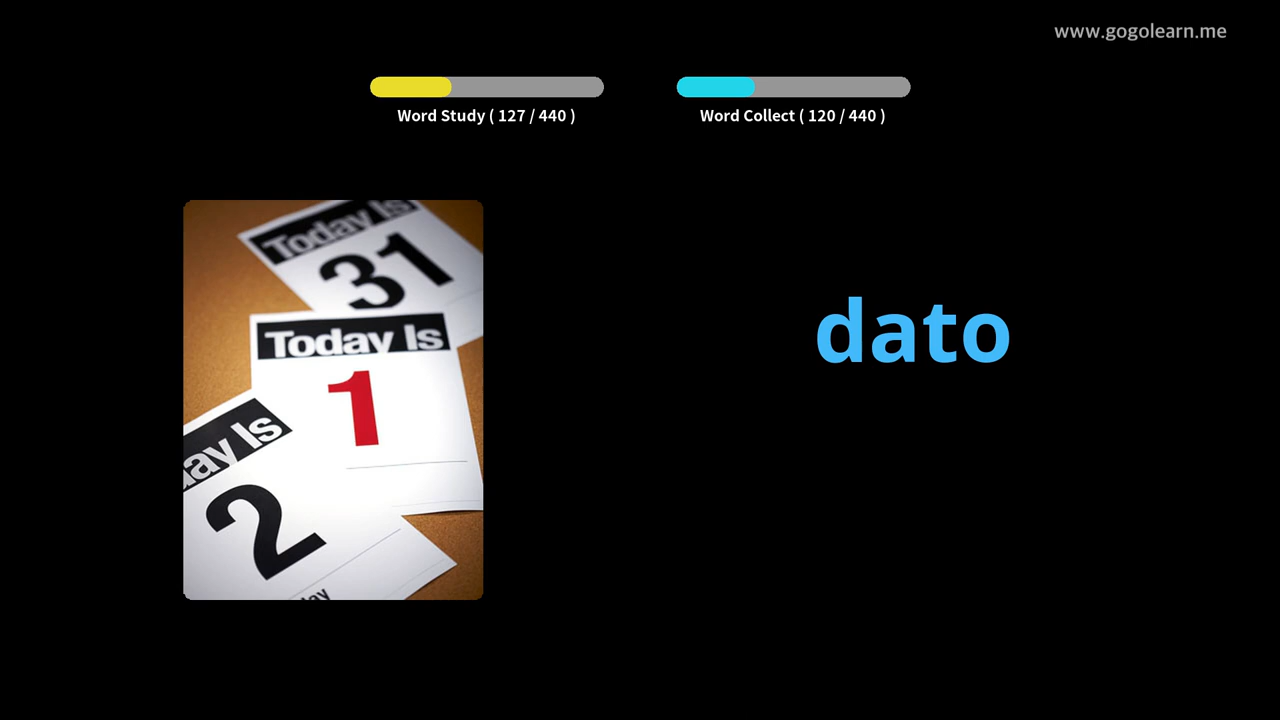 www.gogolearn.me
Word Study ( 127 / 440 )
Word Collect ( 120 / 440 )
Today Is
31
Today Is
1
ay Is
2
ay
dato